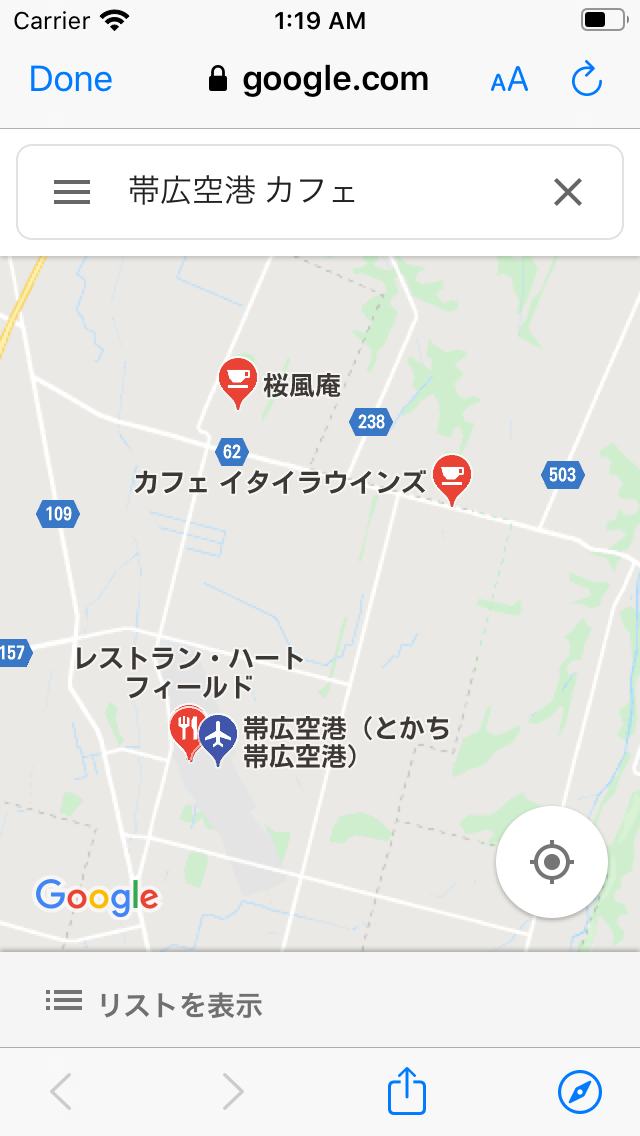 Carrier 1:19 AM
Done google.com AA
帯広空港 カフェ
桜風庵
238
62
カフェ イタイラウインズ
503
109
157
レストラン・ハート
フィールド
帯広空港（とかち
帯広空港）
Google
リストを表示